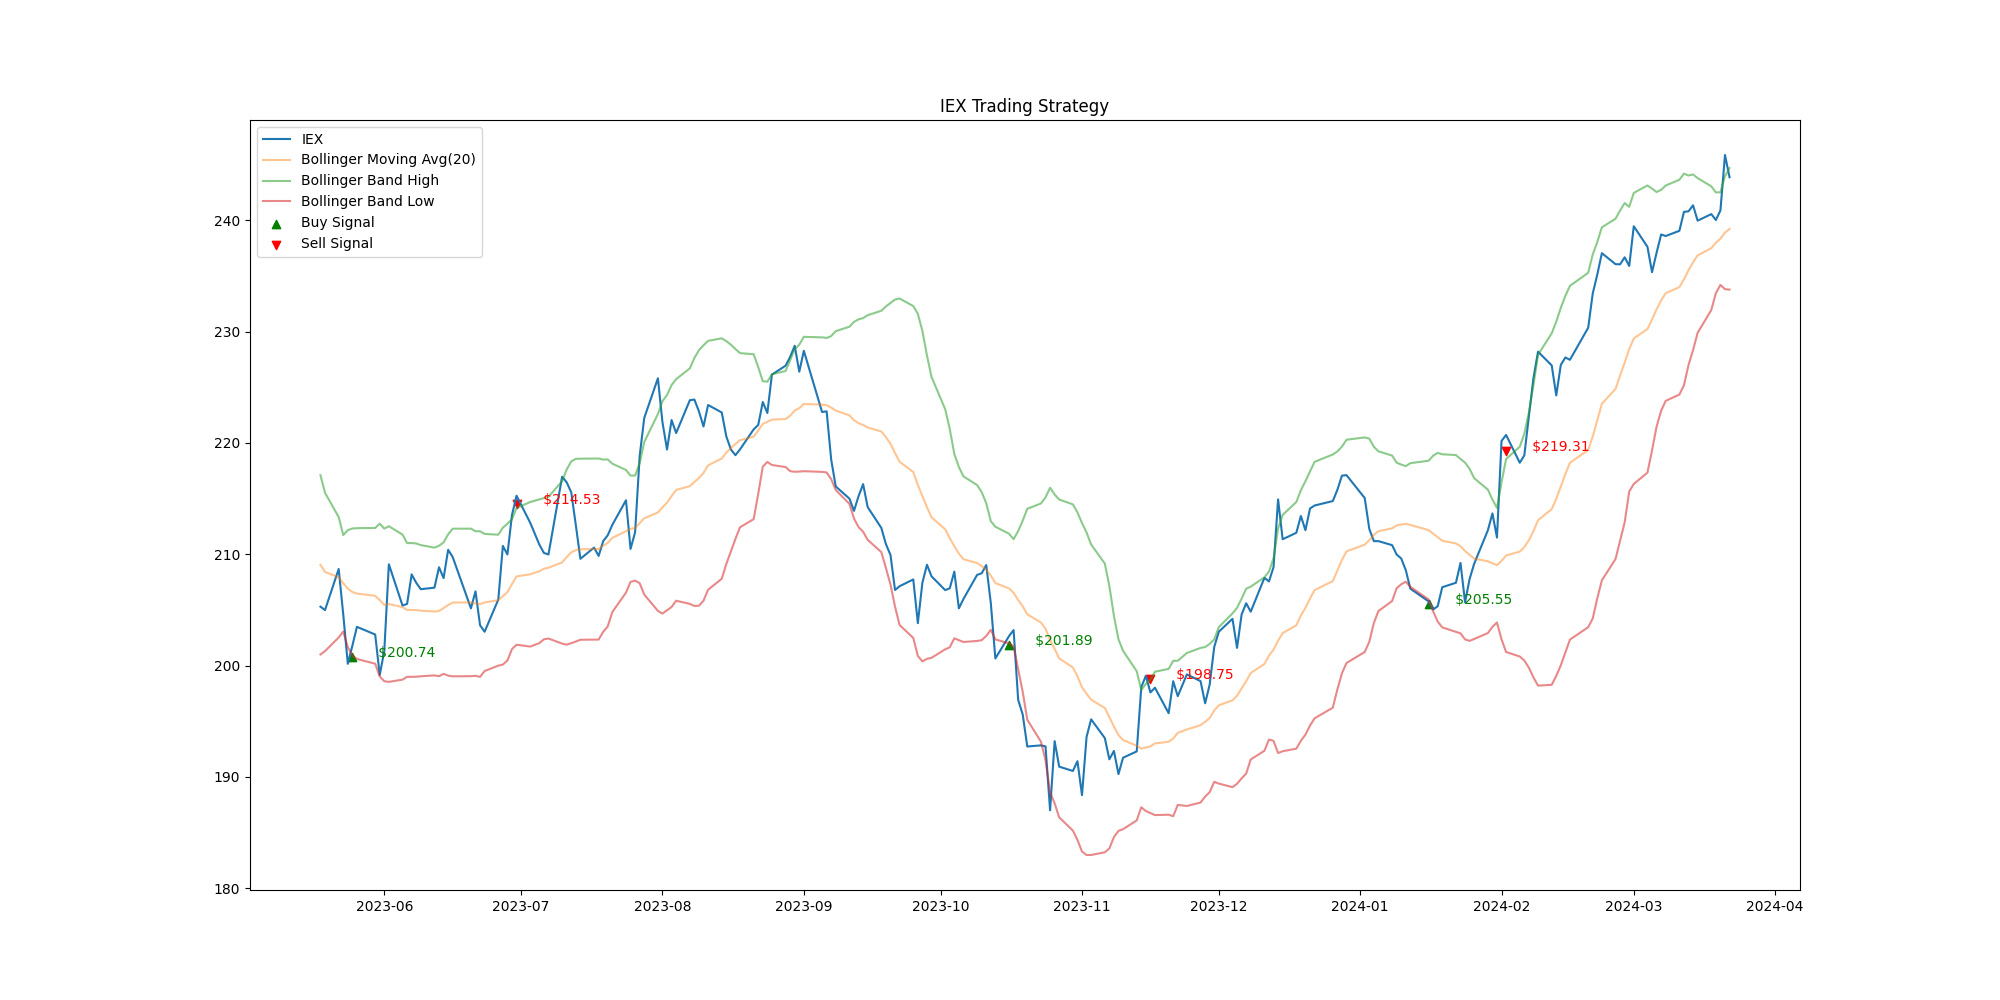 IEX Trading Strategy
IEX
Bollinger Moving Avg(20)
Bollinger Band High
Bollinger Band Low
Buy Signal
Sell Signal
240
230
220
210
200
190
180
$200.74
$214.53
$201.89
$198.75
$205.55
$219.31
2023-06 2023-07 2023-08 2023-09 2023-10 2023-11 2023-12 2024-01 2024-02 2024-03 2024-04